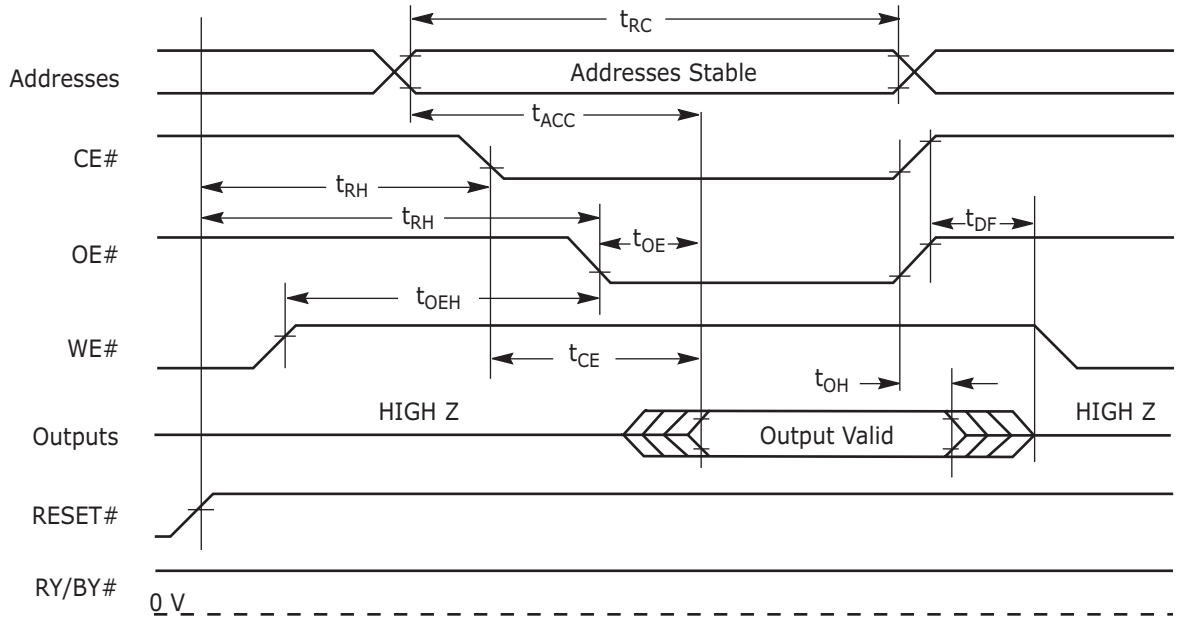 tRC
Addresses
Addresses Stable
tACC
CE#
tRH
tRH
tDF
OE#
tOE
tOEH
WE#
tCE
tOH
HIGH Z
HIGH Z
Outputs
Output Valid
RESET#
RY/BY#
0 V